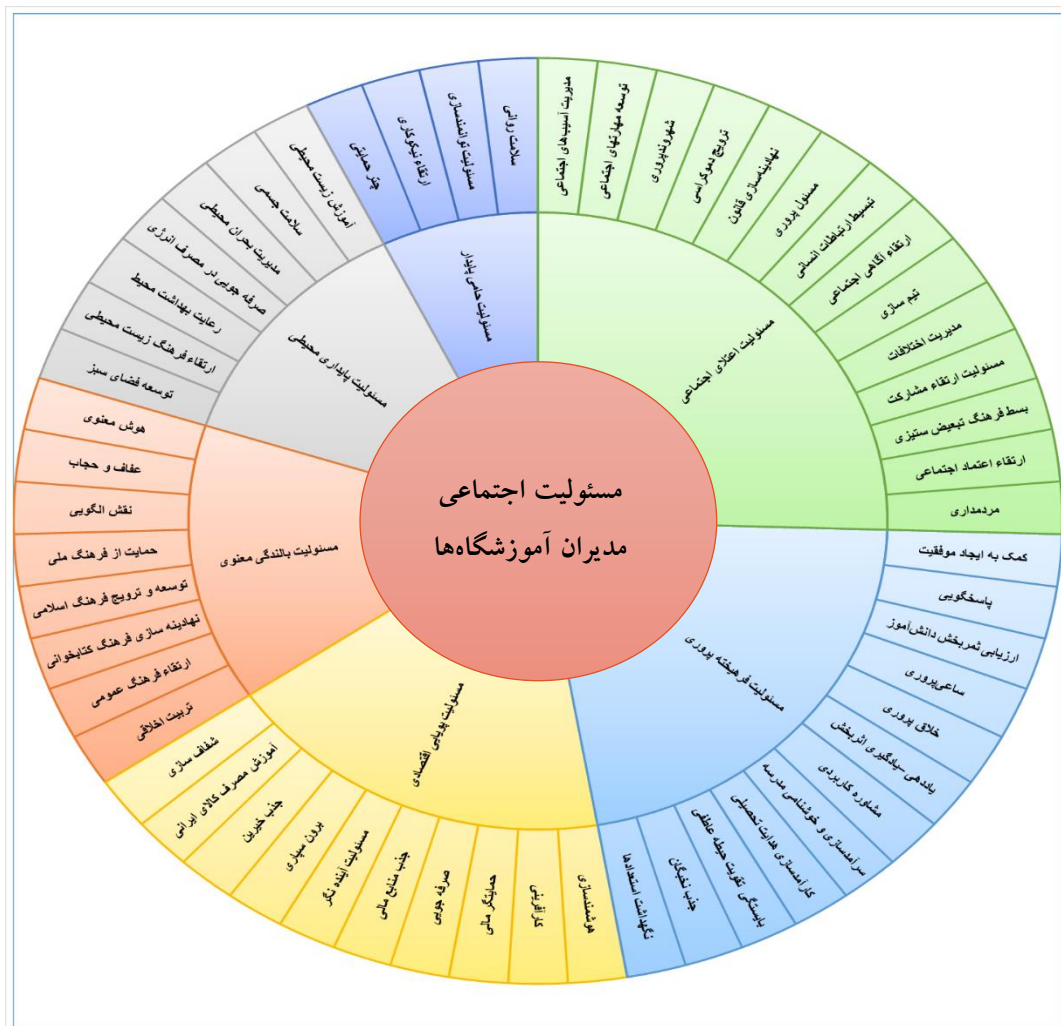 مسئولیت اجتماعی
مدیران آموزشگاه‌ها
مسئولیت اعتلای اجتماعی
مدیریت آسیب‌های اجتماعی
توسعه مهارتهای اجتماعی
شهروندپروری
ترویج دموکراسی
نهادینه‌سازی قانون
مسئول پروری
تبسیط ارتباطات انسانی
ارتقاء آگاهی اجتماعی
تیم سازی
مدیریت اختلافات
مسئولیت ارتقاء مشارکت
بسط فرهنگ تبعیض ستیزی
ارتقاء اعتماد اجتماعی
مردمداری
مسئولیت فرهیخته پروری
کمک به ایجاد موفقیت
پاسخگویی
ارزیابی ثمربخش دانش‌آموز
ساعی‌پروری
خلاق پروری
یاددهی -یادگیری اثربخش
مشاوره کاربردی
سرآمدسازی و خوشنامی مدرسه
کارآمدسازی هدایت تحصیلی
بایستگی تقویت حیطه عاطفی
جذب نخبگان
نگهداشت استعدادها
مسئولیت پویایی اقتصادی
هوشمندسازی
کارآفرینی
حمایتگر مالی
صرفه جویی
جذب منابع مالی
مسئولیت آینده نگر
برون سپاری
جذب خیرین
آموزش مصرف کالای ایرانی
شفاف سازی
مسئولیت بالندگی معنوی
تربیت اخلاقی
ارتقاء فرهنگ عمومی
نهادینه سازی فرهنگ کتابخوانی
توسعه و ترویج فرهنگ اسلامی
حمایت از فرهنگ ملی
نقش الگویی
عفاف و حجاب
هوش معنوی
مسئولیت پایداری محیطی
توسعه فضای سبز
ارتقاء فرهنگ زیست محیطی
رعایت بهداشت محیط
صرفه جویی در مصرف انرژی
مدیریت بحران محیطی
سلامت جسمی
آموزش زیست محیطی
مسئولیت حامی پایدار
چتر حمایتی
ارتقاء نیکوکاری
مسئولیت توانمندسازی
سلامت روانی